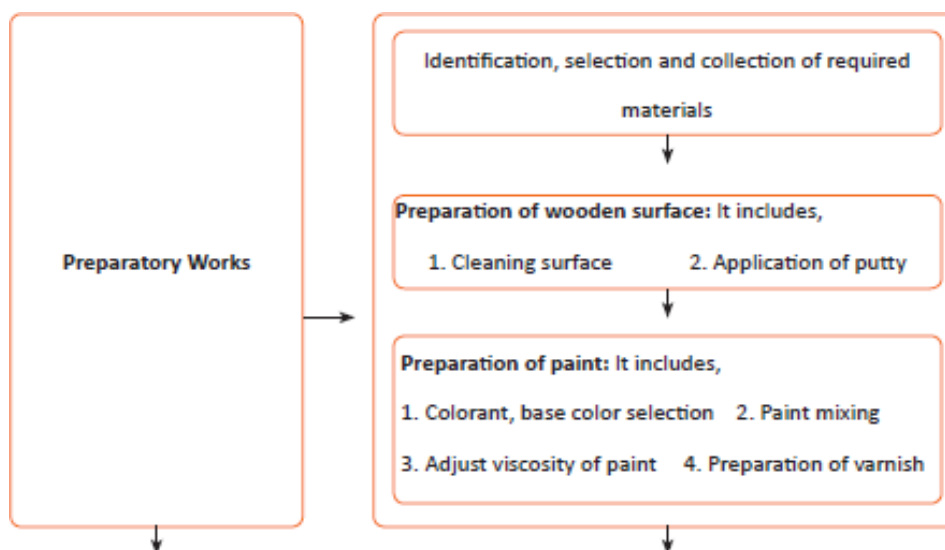 Preparatory Works
Identification, selection and collection of required
materials
Preparation of wooden surface: It includes,
1. Cleaning surface 2. Application of putty
Preparation of paint: It includes,
1. Colorant, base color selection 2. Paint mixing
3. Adjust viscosity of paint 4. Preparation of varnish